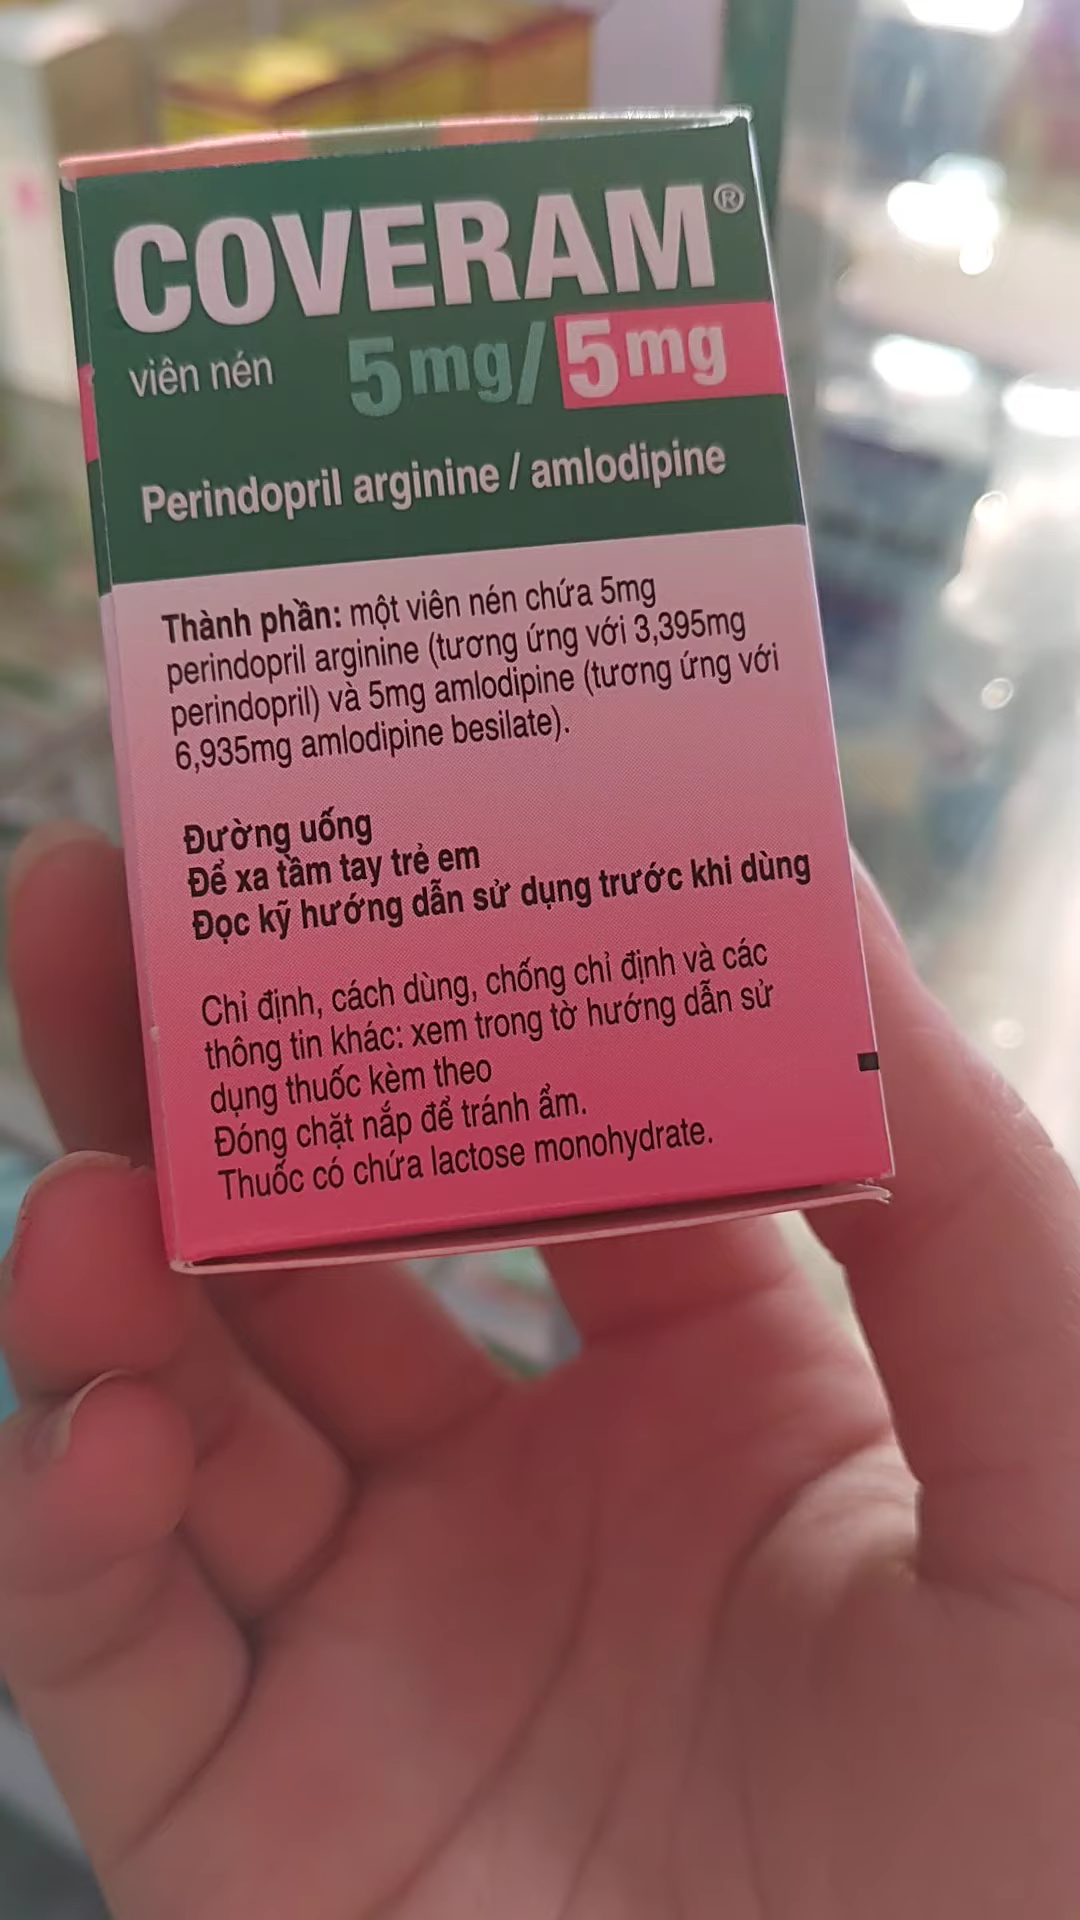 COVERAM®
viên nén 5mg/5mg
Perindopril arginine / amlodipine
Thành phần: một viên nén chứa 5mg
perindopril arginine (tương ứng với 3,395mg
perindopril) và 5mg amlodipine (tương ứng với
6,935mg amlodipine besilate).
Đường uống
Để xa tầm tay trẻ em
Đọc kỹ hướng dẫn sử dụng trước khi dùng
Chỉ định, cách dùng, chống chỉ định và các
thông tin khác: xem trong tờ hướng dẫn sử
dụng thuốc kèm theo
Đóng chặt nắp để tránh ẩm.
Thuốc có chứa lactose monohydrate.